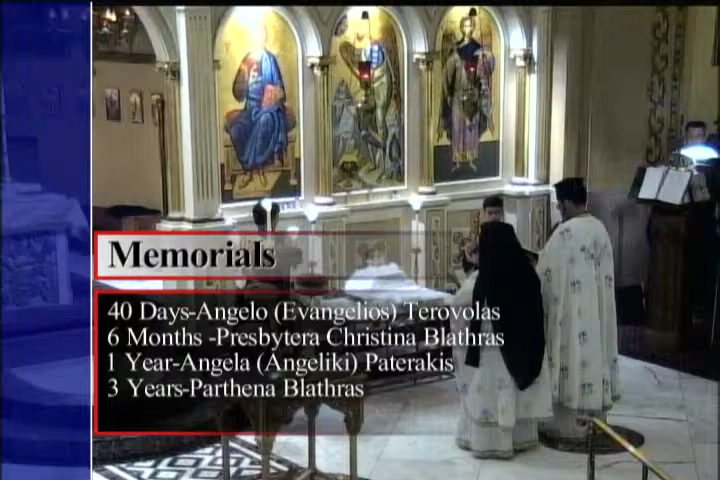 Memorials
40 Days-Angelo (Evangelios) Terovolas
6 Months -Presbytera Christina Blathras
1 Year-Angela (Angeliki) Paterakis
3 Years-Parthena Blathras